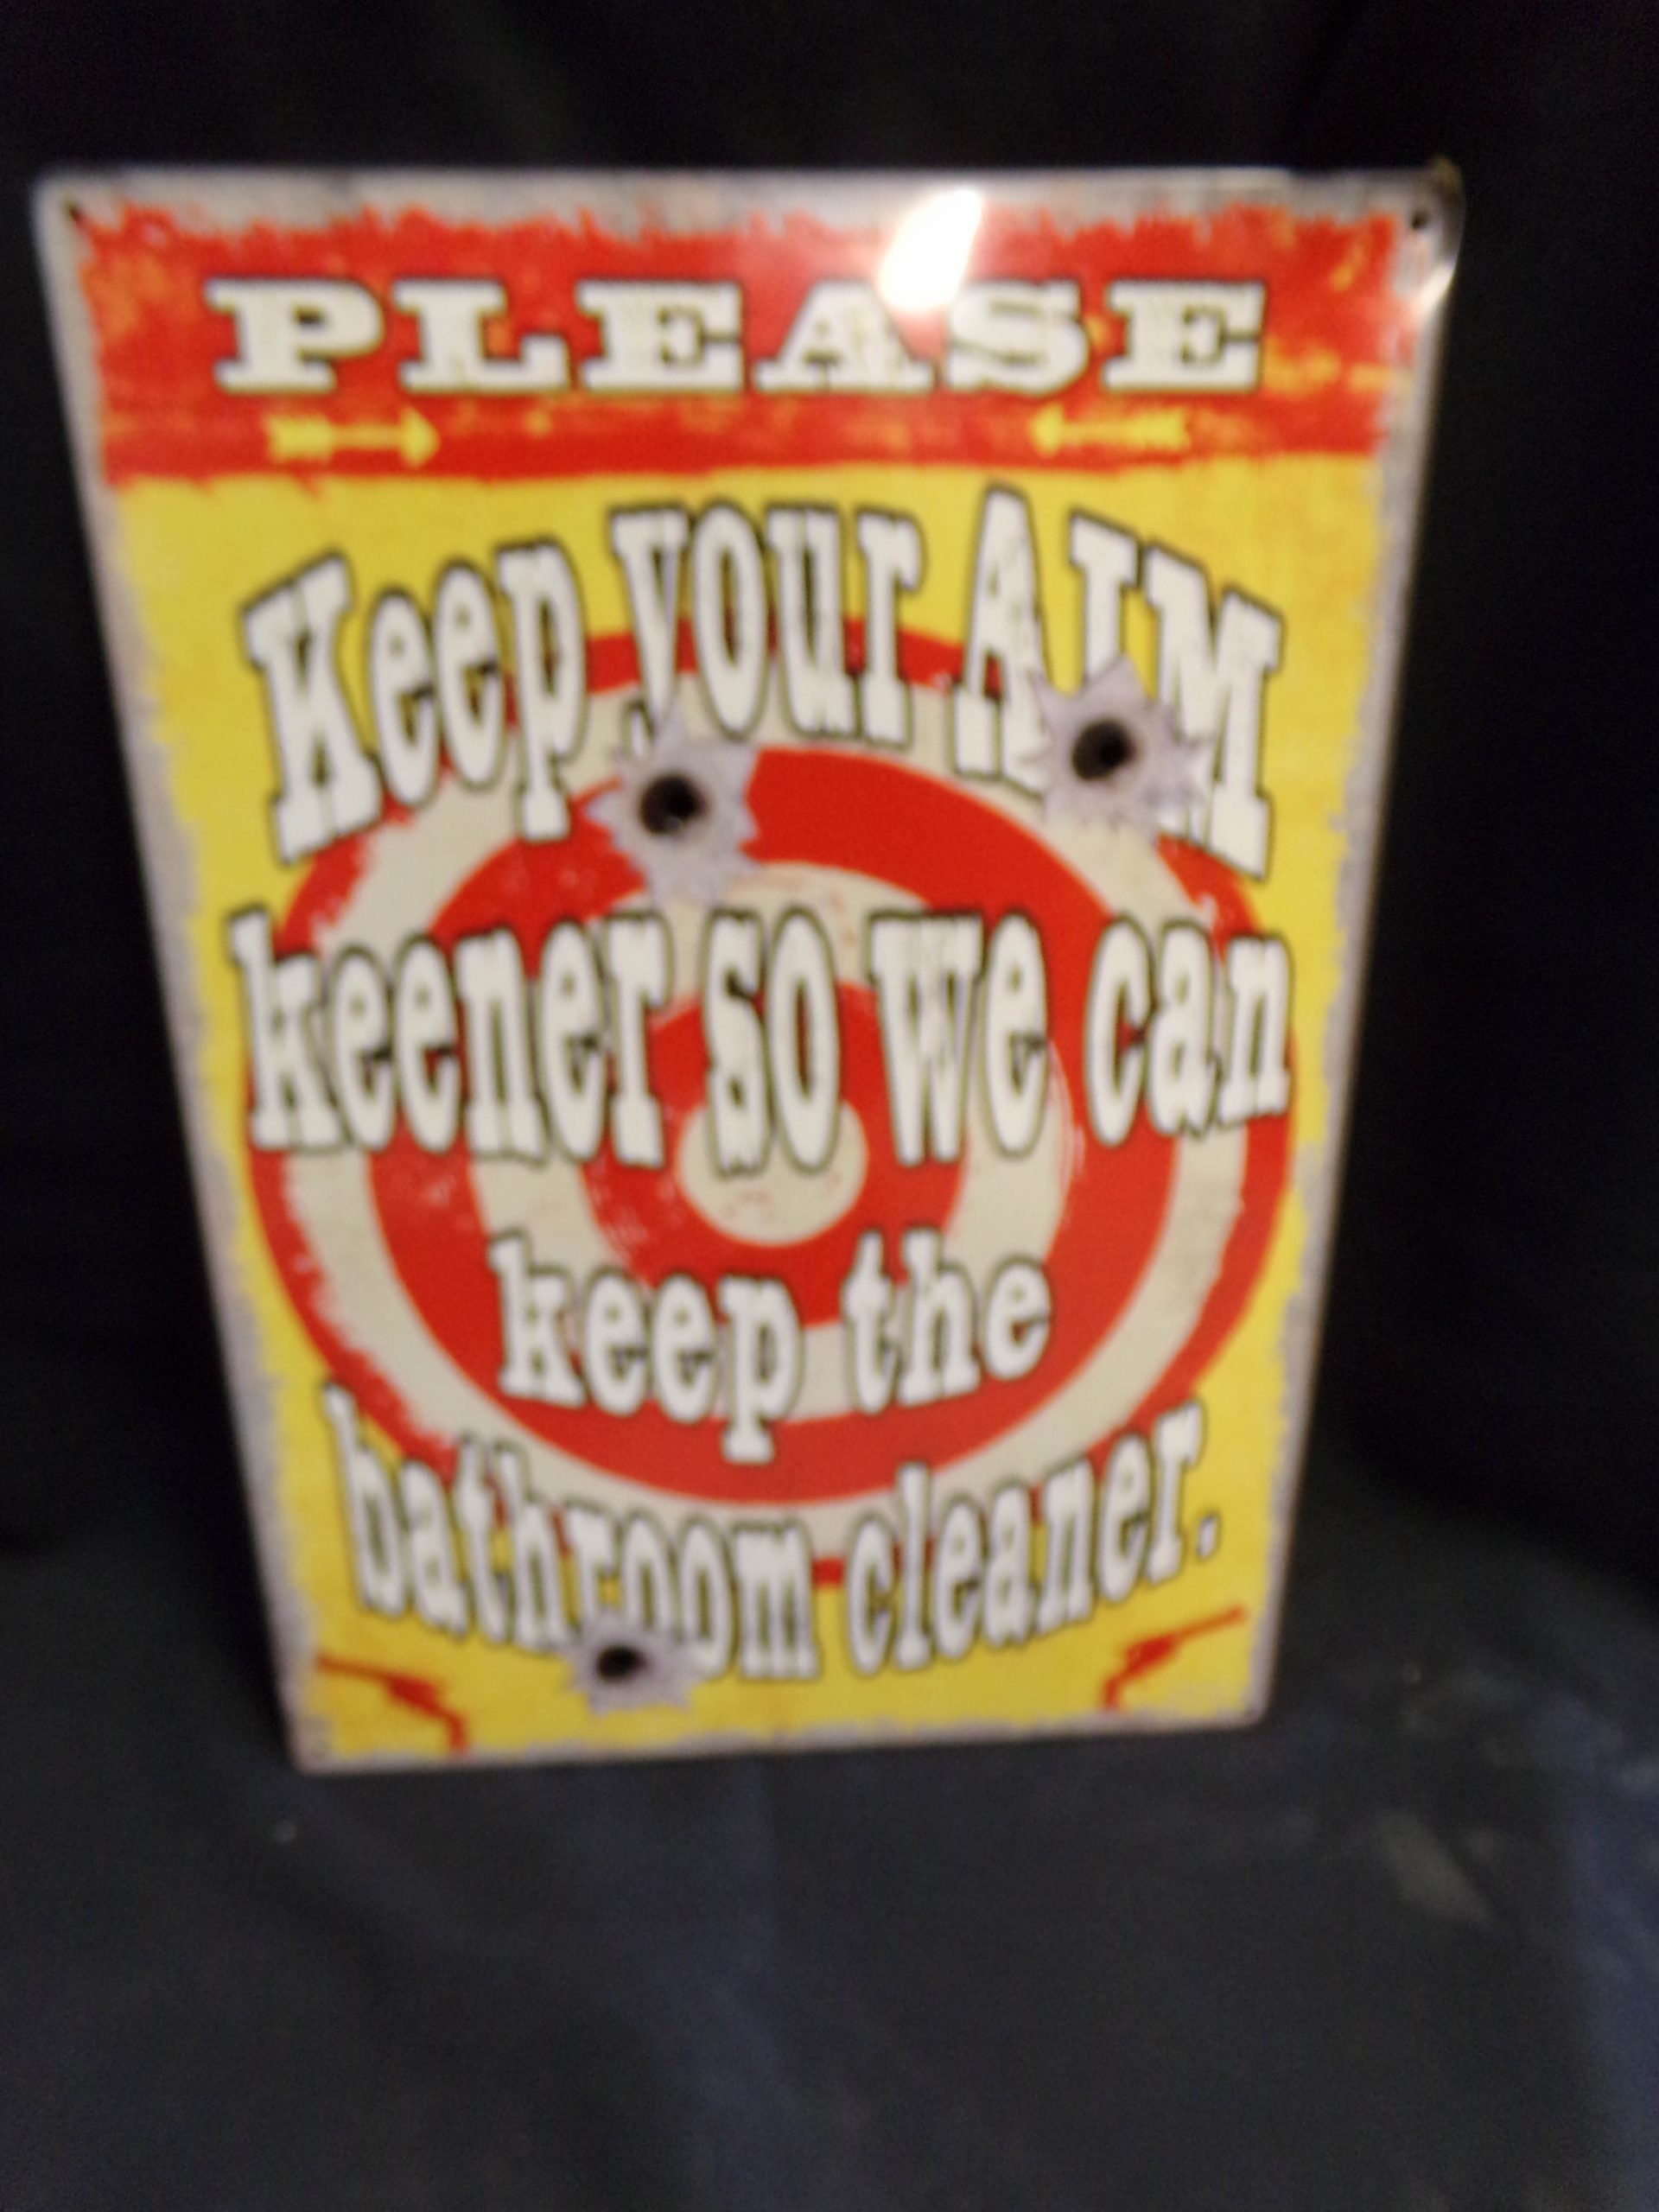 PLEASE
Keep your AIM
keener so we can
keep the
bathroom cleaner.